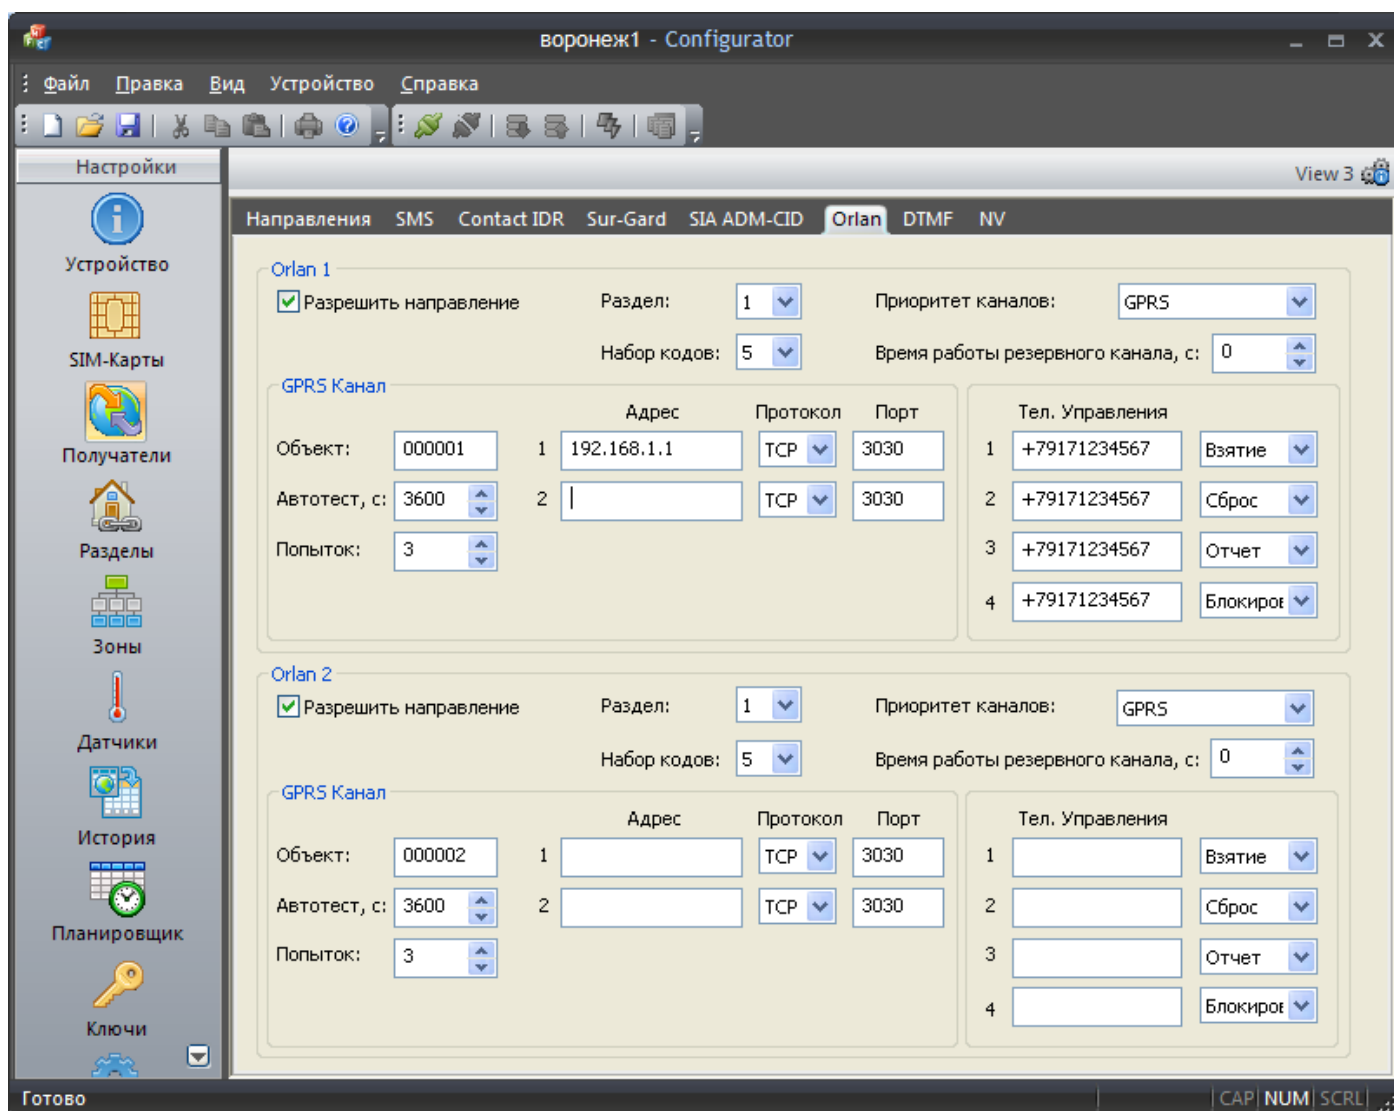 воронеж1 - Configurator
Файл Правка Вид Устройство Справка
Настройки
View 3
Устройство
SIM-Карты
Получатели
Разделы
Зоны
Датчики
История
Планировщик
Ключи
Направления SMS Contact IDR Sur-Gard SIA ADM-CID Orlan DTMF NV
Orlan 1
Разрешить направление Раздел: 1 Приоритет каналов: GPRS
Набор кодов: 5 Время работы резервного канала, с: 0
GPRS Канал
Адрес Протокол Порт Тел. Управления
Объект: 000001 1 192.168.1.1 TCP 3030 1 +79171234567 Взятие
Автотест, с: 3600 2 TCP 3030 2 +79171234567 Сброс
Попыток: 3 3 +79171234567 Отчет
4 +79171234567 Блокиров
Orlan 2
Разрешить направление Раздел: 1 Приоритет каналов: GPRS
Набор кодов: 5 Время работы резервного канала, с: 0
GPRS Канал
Адрес Протокол Порт Тел. Управления
Объект: 000002 1 TCP 3030 1 Взятие
Автотест, с: 3600 2 TCP 3030 2 Сброс
Попыток: 3 3 Отчет
4 Блокиров
Готово CAP NUM SCRL